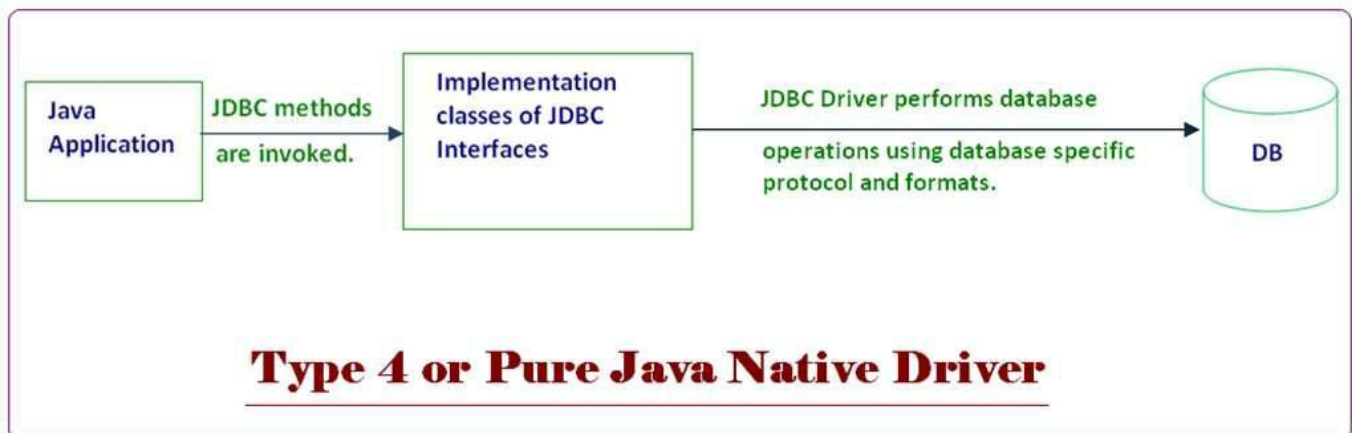 Java
Application
JDBC methods
are invoked.
Implementation
classes of JDBC
Interfaces
JDBC Driver performs database
operations using database specific
protocol and formats.
DB
Type 4 or Pure Java Native Driver